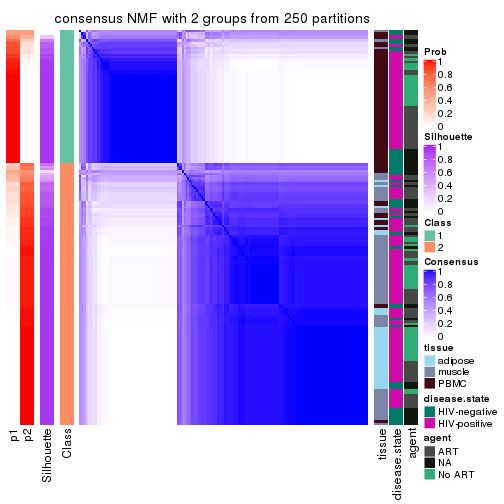 consensus NMF with 2 groups from 250 partitions
Prob
1
0.8
0.6
0.4
0.2
0
Silhouette
1
0.8
0.6
0.4
0.2
0
Class
1
2
Consensus
1
0.8
0.6
0.4
0.2
0
tissue
adipose
muscle
PBMC
disease.state
HIV-negative
HIV-positive
agent
ART
NA
No ART
p1
p2
Silhouette
Class
tissue
disease.state
agent